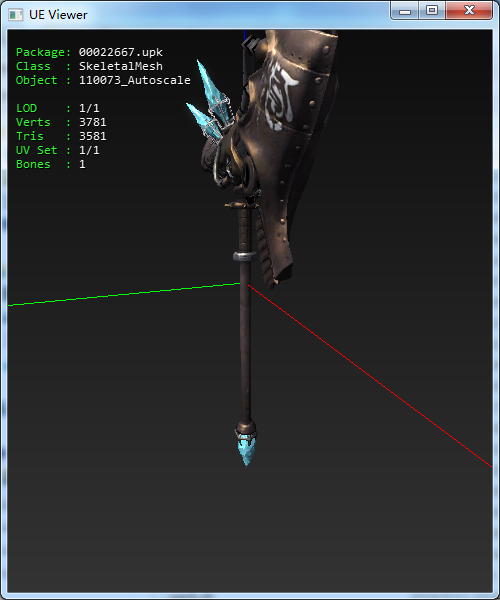 UE Viewer
Package: 00022667.upk
Class : SkeletalMesh
Object : 110073_Autoscale
LOD : 1/1
Verts : 3781
Tris : 3581
UV Set : 1/1
Bones : 1